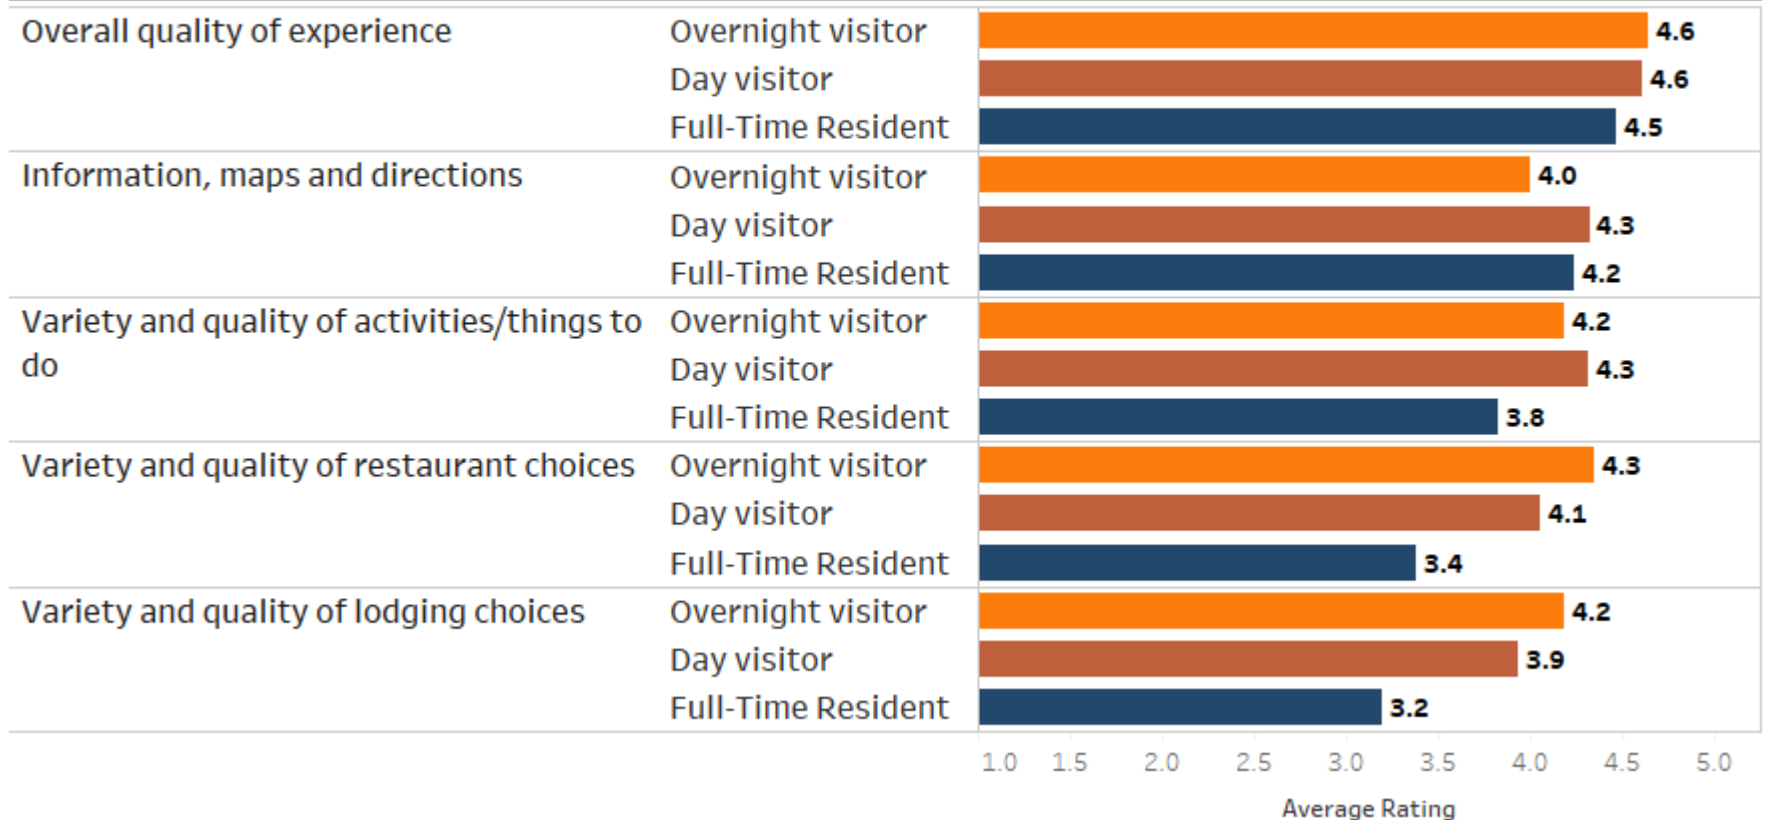 Overall quality of experience
Overnight visitor 4.6
Day visitor 4.6
Full-Time Resident 4.5
Information, maps and directions
Overnight visitor 4.0
Day visitor 4.3
Full-Time Resident 4.2
Variety and quality of activities/things to
do
Overnight visitor 4.2
Day visitor 4.3
Full-Time Resident 3.8
Variety and quality of restaurant choices
Overnight visitor 4.3
Day visitor 4.1
Full-Time Resident 3.4
Variety and quality of lodging choices
Overnight visitor 4.2
Day visitor 3.9
Full-Time Resident 3.2
1.0 1.5 2.0 2.5 3.0 3.5 4.0 4.5 5.0
Average Rating